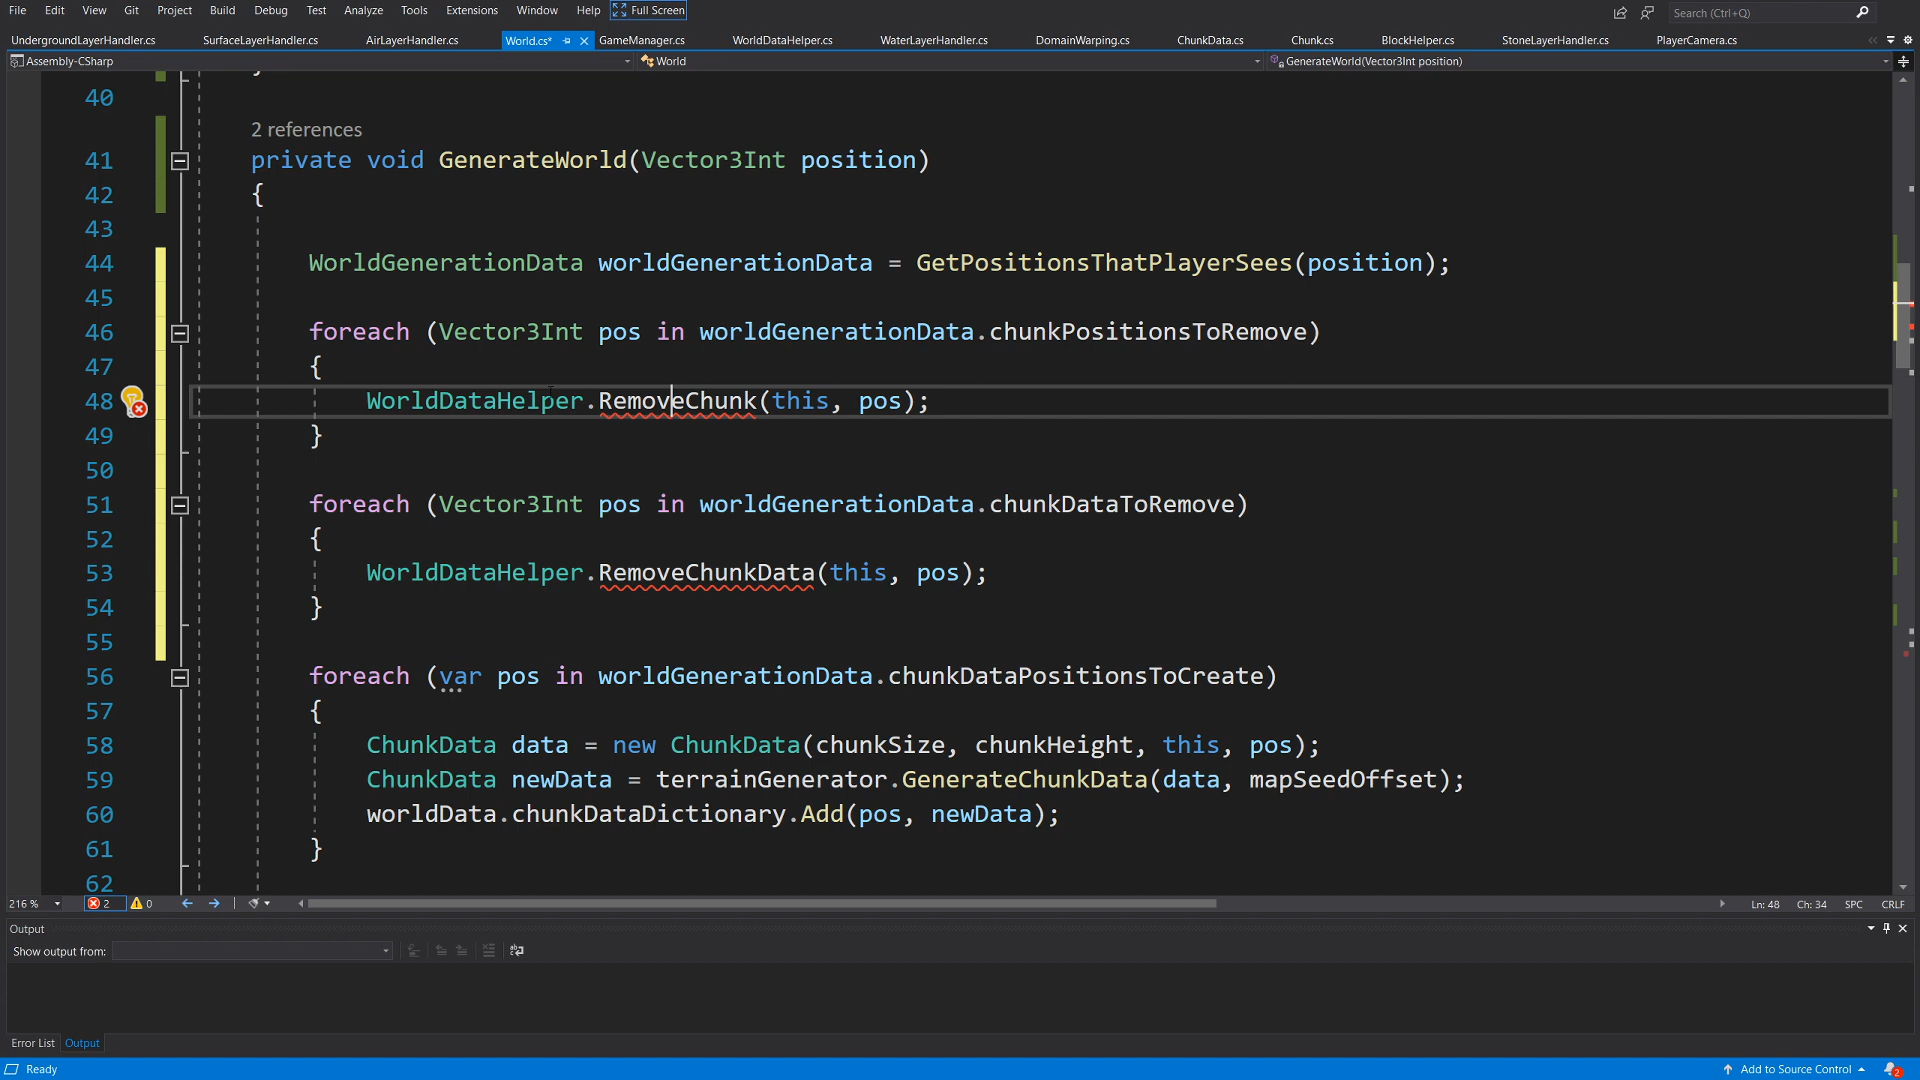 File Edit View Git Project Build Debug Test Analyze Tools Extensions Window Help Full Screen Search (Ctrl+Q)
UndergroundLayerHandler.cs SurfaceLayerHandler.cs AirLayerHandler.cs World.cs* GameManager.cs WorldDataHelper.cs WaterLayerHandler.cs DomainWarping.cs ChunkData.cs Chunk.cs BlockHelper.cs StoneLayerHandler.cs PlayerCamera.cs
Assembly-CSharp World GenerateWorld(Vector3Int position)
40
2 references
41 private void GenerateWorld(Vector3Int position)
42 {
43
44 WorldGenerationData worldGenerationData = GetPositionsThatPlayerSees(position);
45
46 foreach (Vector3Int pos in worldGenerationData.chunkPositionsToRemove)
47 {
48 WorldDataHelper.RemoveChunk(this, pos);
49 }
50
51 foreach (Vector3Int pos in worldGenerationData.chunkDataToRemove)
52 {
53 WorldDataHelper.RemoveChunkData(this, pos);
54 }
55
56 foreach (var pos in worldGenerationData.chunkDataPositionsToCreate)
57 {
58 ChunkData data = new ChunkData(chunkSize, chunkHeight, this, pos);
59 ChunkData newData = terrainGenerator.GenerateChunkData(data, mapSeedOffset);
60 worldData.chunkDataDictionary.Add(pos, newData);
61 }
62
216 % 2 0 Ln: 48 Ch: 34 SPC CRLF
Output
Show output from:
Error List Output
Ready Add to Source Control 2